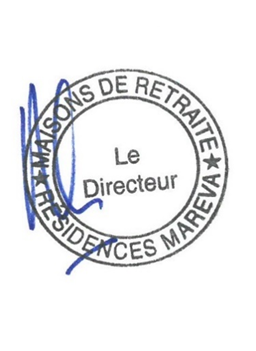 MAISONS DE RETRAITE
Le
Directeur
RESIDENCES MAREVA